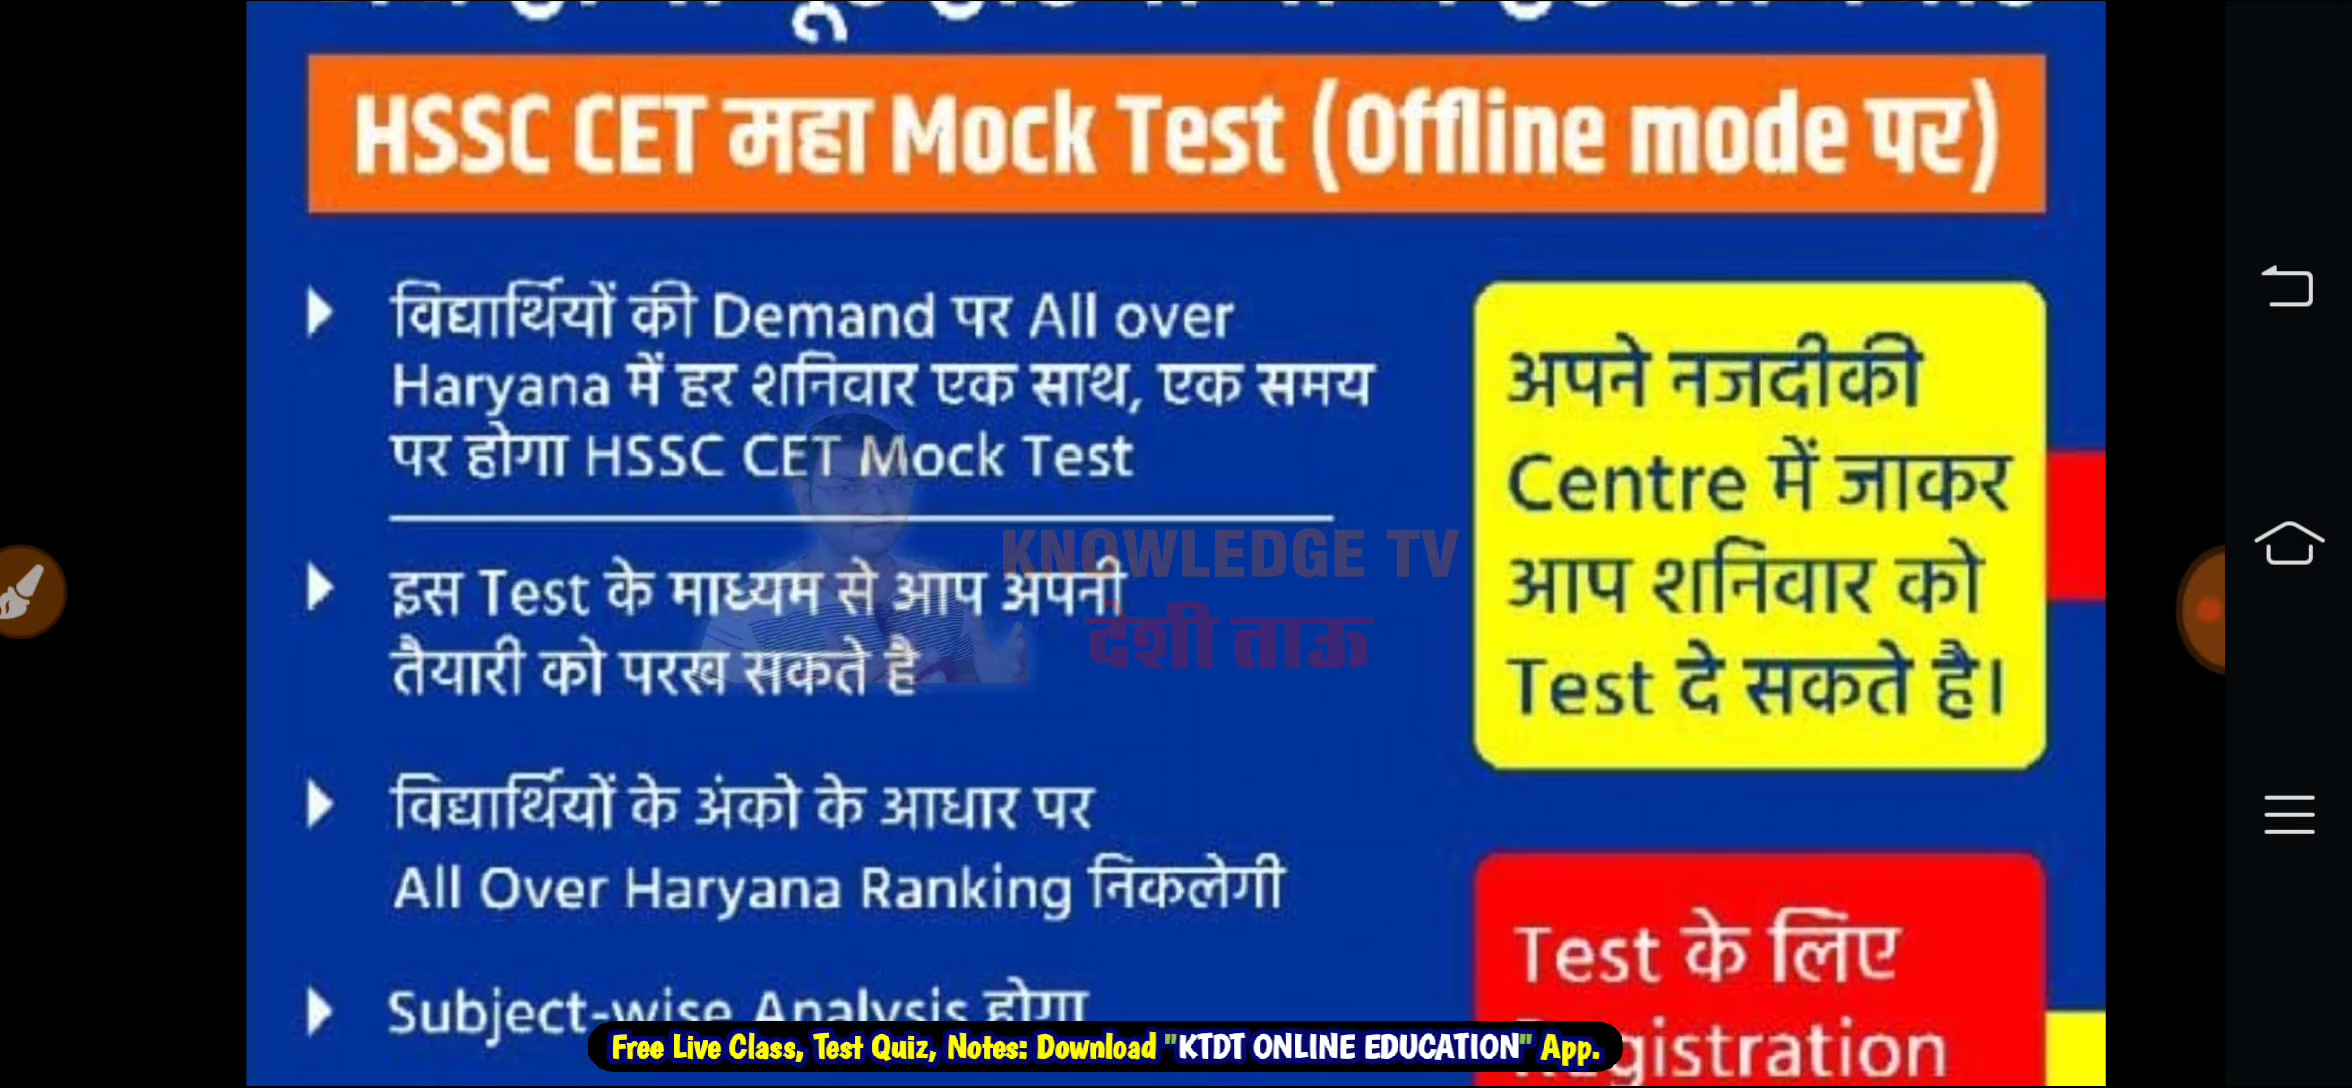 HSSC CET महा Mock Test (Offline mode पर)
विद्यार्थियों की Demand पर All over
Haryana में हर शनिवार एक साथ, एक समय
पर होगा HSSC CET Mock Test
इस Test के माध्यम से आप अपनी
तैयारी को परख सकते है
विद्यार्थियों के अंको के आधार पर
All Over Haryana Ranking निकलेगी
Subject-wise Analysis होगा
अपने नजदीकी
Centre में जाकर
आप शनिवार को
Test दे सकते है।
Test के लिए
Registration
KNOWLEDGE TV
देशी ताऊ
Free Live Class, Test Quiz, Notes: Download "KTDT ONLINE EDUCATION" App.